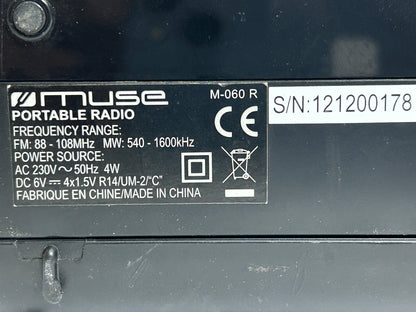 muse M-060 R
PORTABLE RADIO
FREQUENCY RANGE:
FM: 88 - 108MHz MW: 540 - 1600kHz
POWER SOURCE:
AC 230V ~ 50Hz 4W
DC 6V ⎓ 4x1.5V R14/UM-2/"C"
FABRIQUE EN CHINE/MADE IN CHINA
CE
S/N:121200178